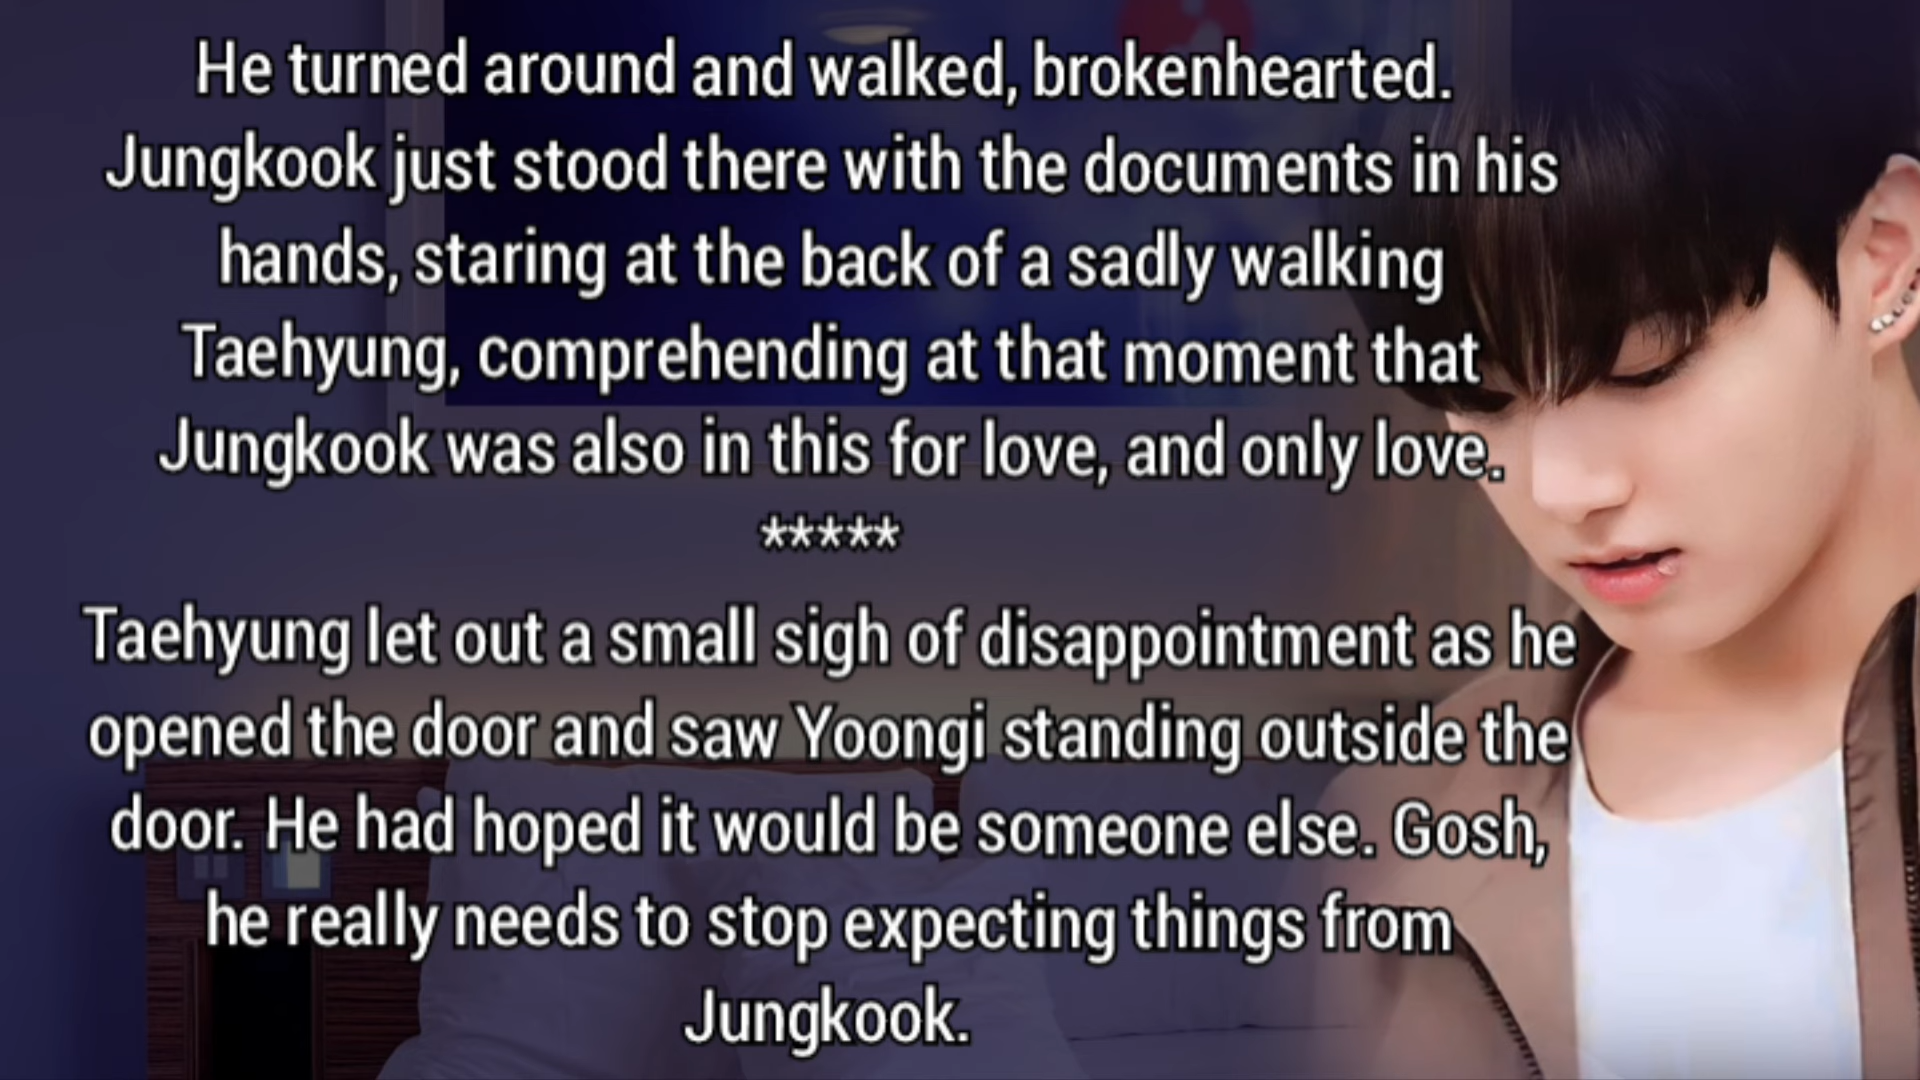 He turned around and walked, brokenhearted.
Jungkook just stood there with the documents in his
hands, staring at the back of a sadly walking
Taehyung, comprehending at that moment that
Jungkook was also in this for love, and only love.
*****
Taehyung let out a small sigh of disappointment as he
opened the door and saw Yoongi standing outside the
door. He had hoped it would be someone else. Gosh,
he really needs to stop expecting things from
Jungkook.